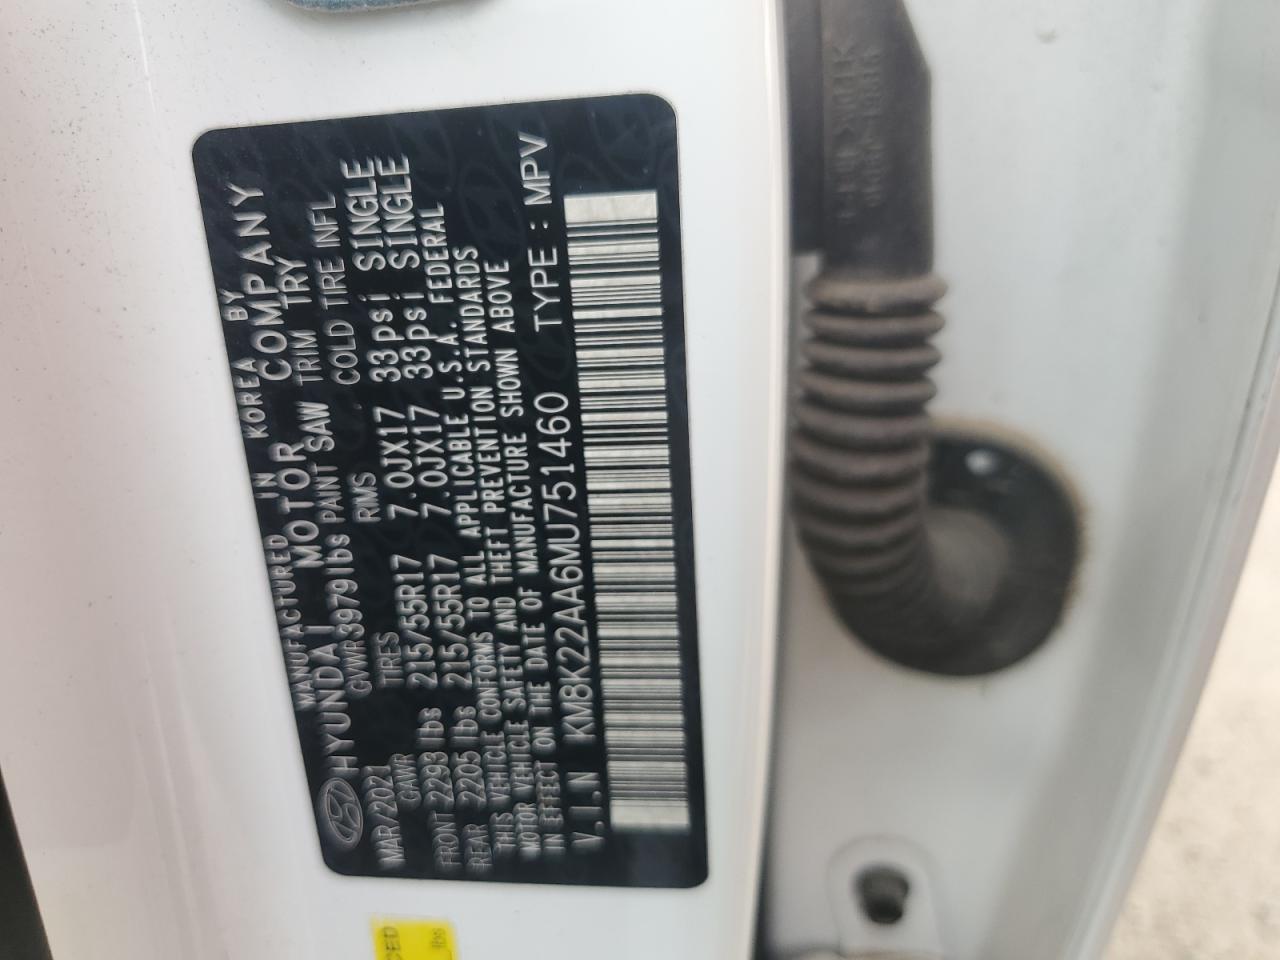 MANUFACTURED IN KOREA BY
HYUNDAI MOTOR COMPANY
MAR/2021 GVWR 3979lbs PAINT SAW TRIM TRY
GAWR TIRES RIMS COLD TIRE INFL
FRONT 2293 lbs 215/55R17 7.0JX17 33psi SINGLE
REAR 2205 lbs 215/55R17 7.0JX17 33psi SINGLE
THIS VEHICLE CONFORMS TO ALL APPLICABLE U.S.A. FEDERAL
MOTOR VEHICLE SAFETY AND THEFT PREVENTION STANDARDS
IN EFFECT ON THE DATE OF MANUFACTURE SHOWN ABOVE
V.I.N KM8K22AA6MU751460 TYPE : MPV
lbs